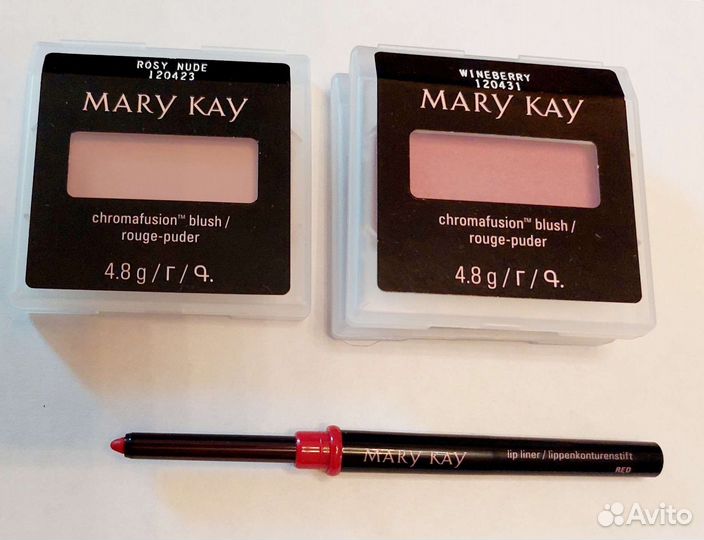 ROSY NUDE
120423
MARY KAY
chromafusion™ blush /
rouge-puder
4.8 g / Г / Գ.
WINEBERRY
120431
MARY KAY
chromafusion™ blush /
rouge-puder
4.8 g / Г / Գ.
MARY KAY lip liner / lippenkonturenstift
RED
Avito